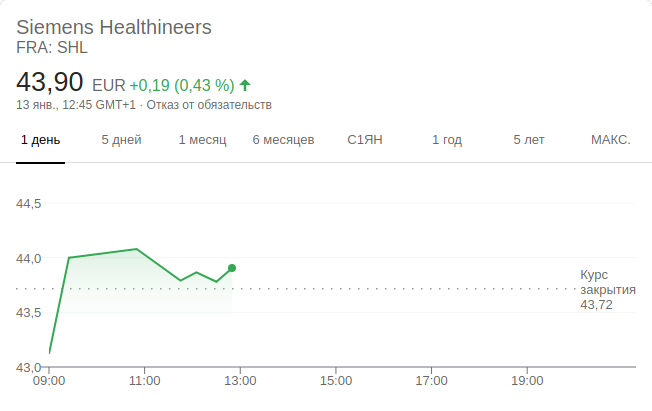 Siemens Healthineers
FRA: SHL
43,90 EUR +0,19 (0,43 %)
13 янв., 12:45 GMT+1 · Отказ от обязательств
1 день 5 дней 1 месяц 6 месяцев С1ЯН 1 год 5 лет МАКС.
44,5
44,0
Курс
закрытия
43,72
43,5
43,0
09:00 11:00 13:00 15:00 17:00 19:00